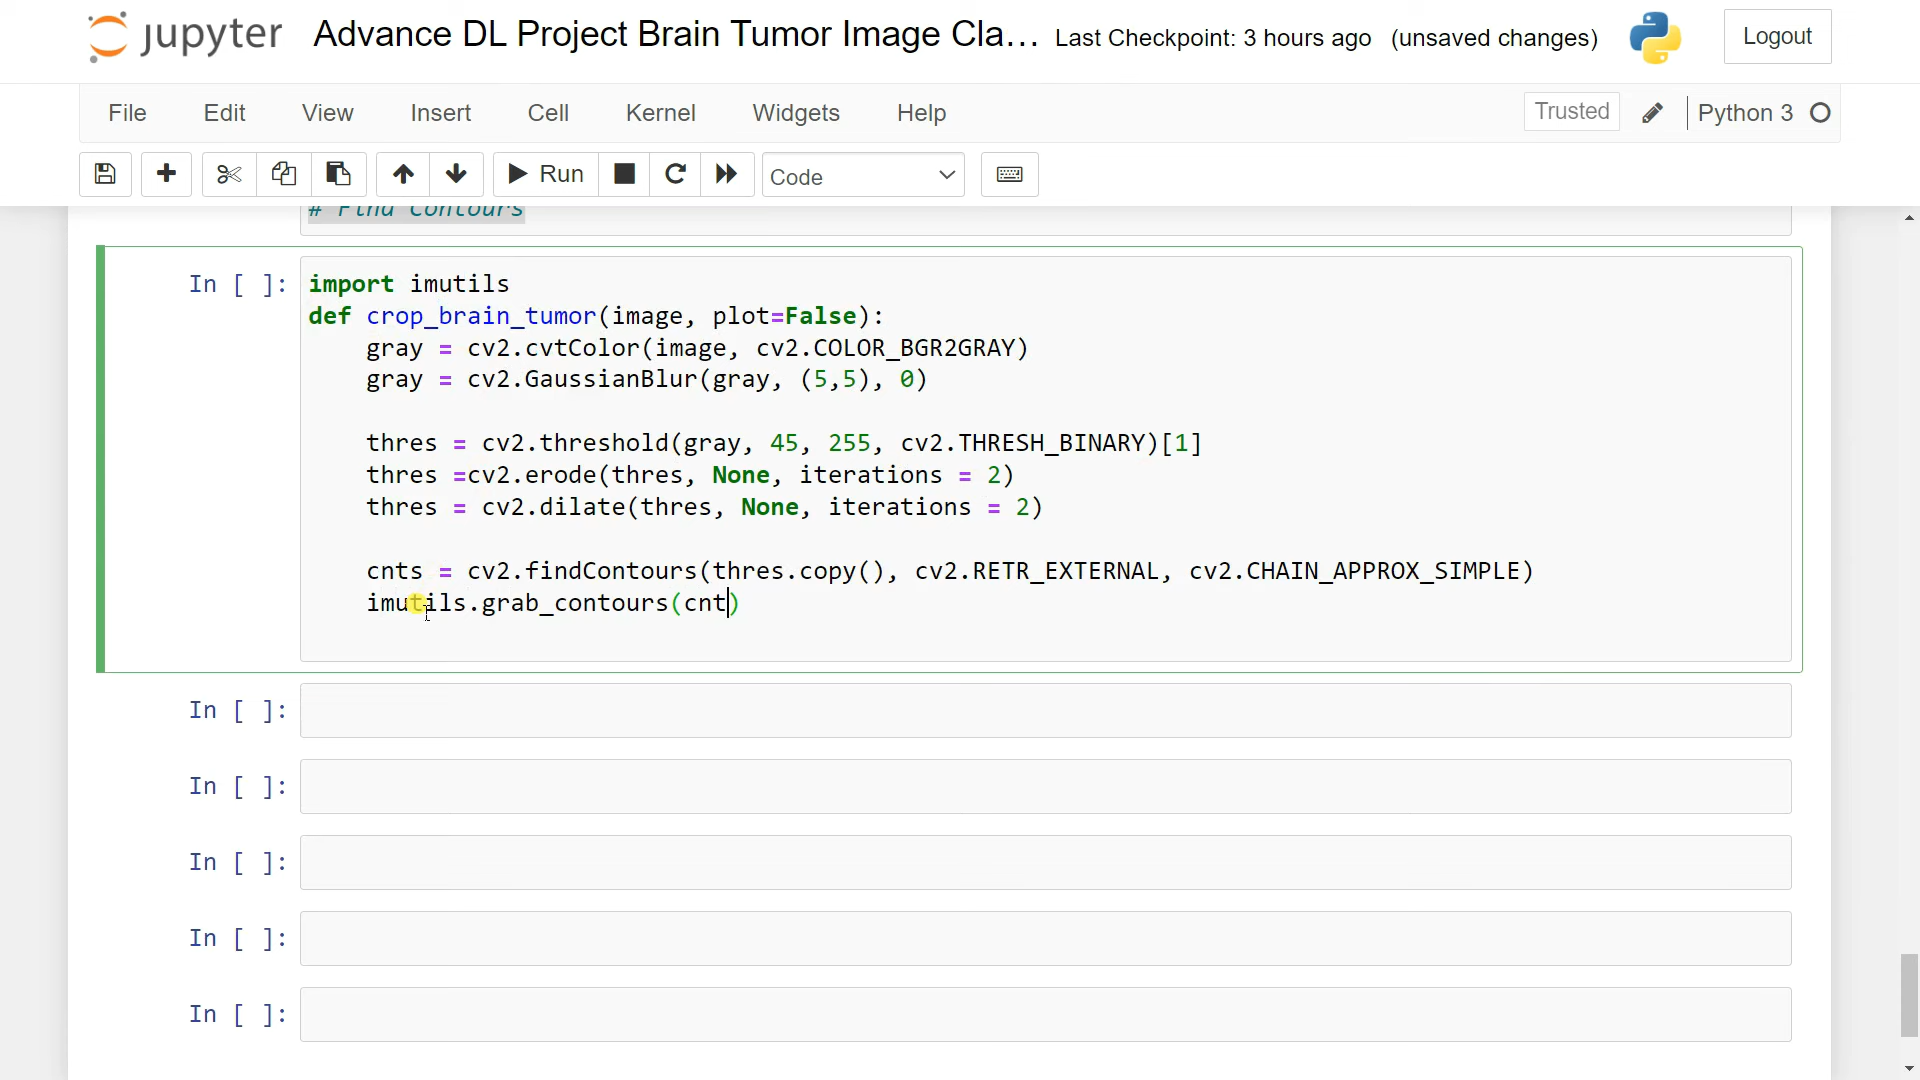 jupyter Advance DL Project Brain Tumor Image Cla... Last Checkpoint: 3 hours ago (unsaved changes) Logout
File Edit View Insert Cell Kernel Widgets Help Trusted Python 3
Run Code
# Find Contours
In [ ]: import imutils
def crop_brain_tumor(image, plot=False):
gray = cv2.cvtColor(image, cv2.COLOR_BGR2GRAY)
gray = cv2.GaussianBlur(gray, (5,5), 0)
thres = cv2.threshold(gray, 45, 255, cv2.THRESH_BINARY)[1]
thres =cv2.erode(thres, None, iterations = 2)
thres = cv2.dilate(thres, None, iterations = 2)
cnts = cv2.findContours(thres.copy(), cv2.RETR_EXTERNAL, cv2.CHAIN_APPROX_SIMPLE)
imutils.grab_contours(cnt)
In [ ]:
In [ ]:
In [ ]:
In [ ]:
In [ ]: